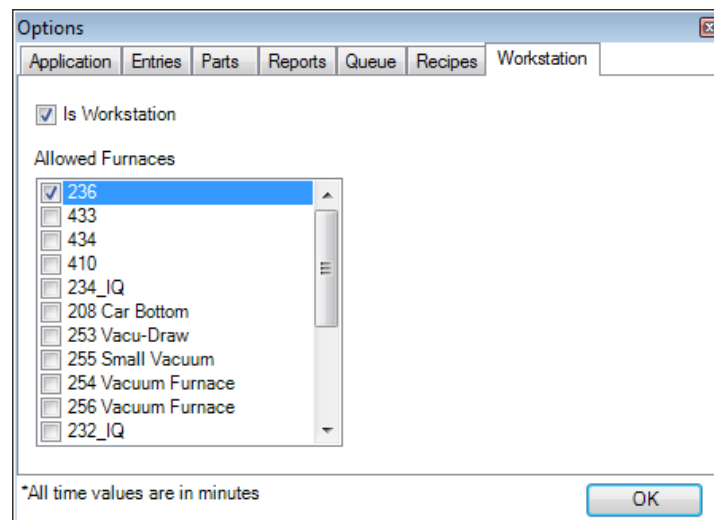 Options
Application Entries Parts Reports Queue Recipes Workstation
Is Workstation
Allowed Furnaces
236
433
434
410
234_IQ
208 Car Bottom
253 Vacu-Draw
255 Small Vacuum
254 Vacuum Furnace
256 Vacuum Furnace
232_IQ
*All time values are in minutes
OK